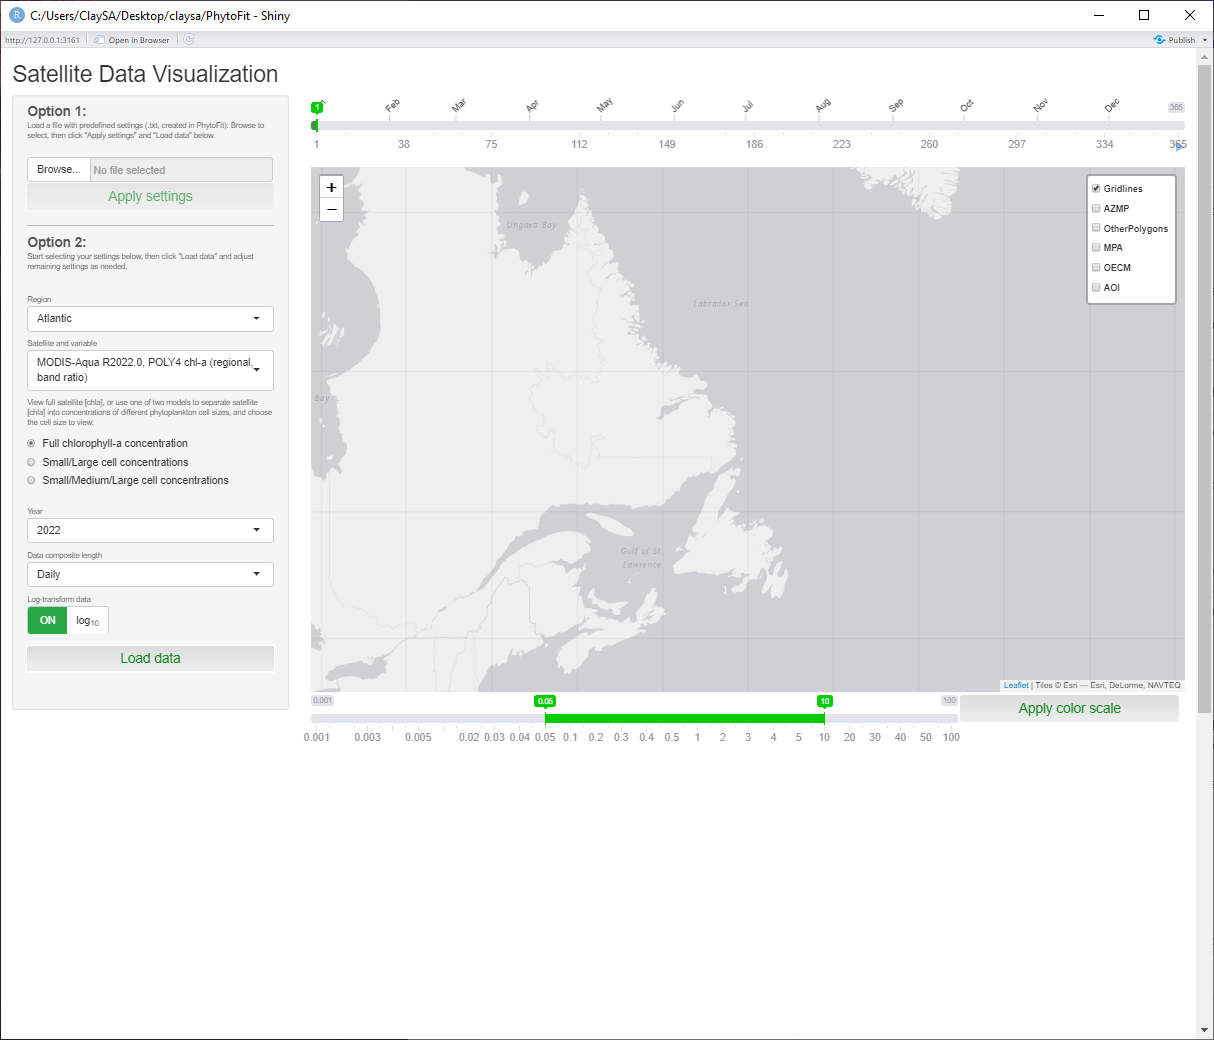 C:/Users/ClaySA/Desktop/claysa/PhytoFit - Shiny
http://127.0.0.1:3161 Open in Browser Publish
Satellite Data Visualization
Option 1:
Load a file with predefined settings (.txt, created in PhytoFit): Browse to
select, then click "Apply settings" and "Load data" below.
Browse... No file selected
Apply settings
Option 2:
Start selecting your settings below, then click "Load data" and adjust
remaining settings as needed.
Region
Atlantic
Satellite and variable
MODIS-Aqua R2022.0, POLY4 chl-a (regional,
band ratio)
View full satellite [chla], or use one of two models to separate satellite
[chla] into concentrations of different phytoplankton cell sizes, and choose
the cell size to view:
Full chlorophyll-a concentration
Small/Large cell concentrations
Small/Medium/Large cell concentrations
Year
2022
Data composite length
Daily
Log-transform data
ON log10
Load data
1 Feb Mar Apr May Jun Jul Aug Sep Oct Nov Dec 365
1 38 75 112 149 186 223 260 297 334 365
+
−
Gridlines
AZMP
OtherPolygons
MPA
OECM
AOI
Ungava Bay
Labrador Sea
Bay
Gulf of St.
Lawrence
Leaflet | Tiles © Esri — Esri, DeLorme, NAVTEQ
0.001 0.05 10 100
0.001 0.003 0.005 0.02 0.03 0.04 0.05 0.1 0.2 0.3 0.4 0.5 1 2 3 4 5 10 20 30 40 50 100
Apply color scale